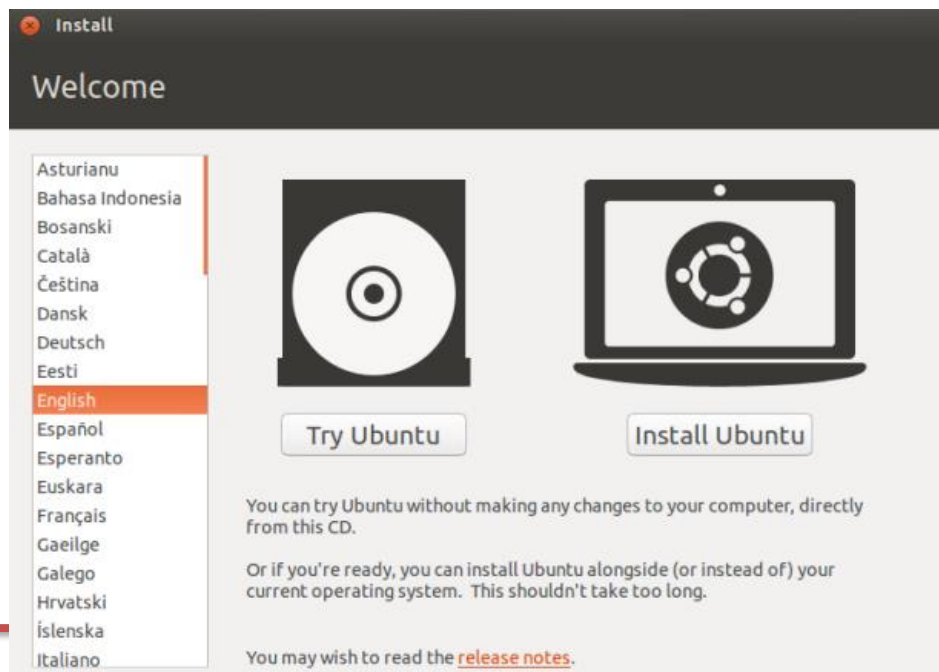 Install
Welcome
Asturianu
Bahasa Indonesia
Bosanski
Català
Čeština
Dansk
Deutsch
Eesti
English
Español
Esperanto
Euskara
Français
Gaeilge
Galego
Hrvatski
Íslenska
Italiano
Try Ubuntu
Install Ubuntu
You can try Ubuntu without making any changes to your computer, directly
from this CD.
Or if you're ready, you can install Ubuntu alongside (or instead of) your
current operating system. This shouldn't take too long.
You may wish to read the release notes.